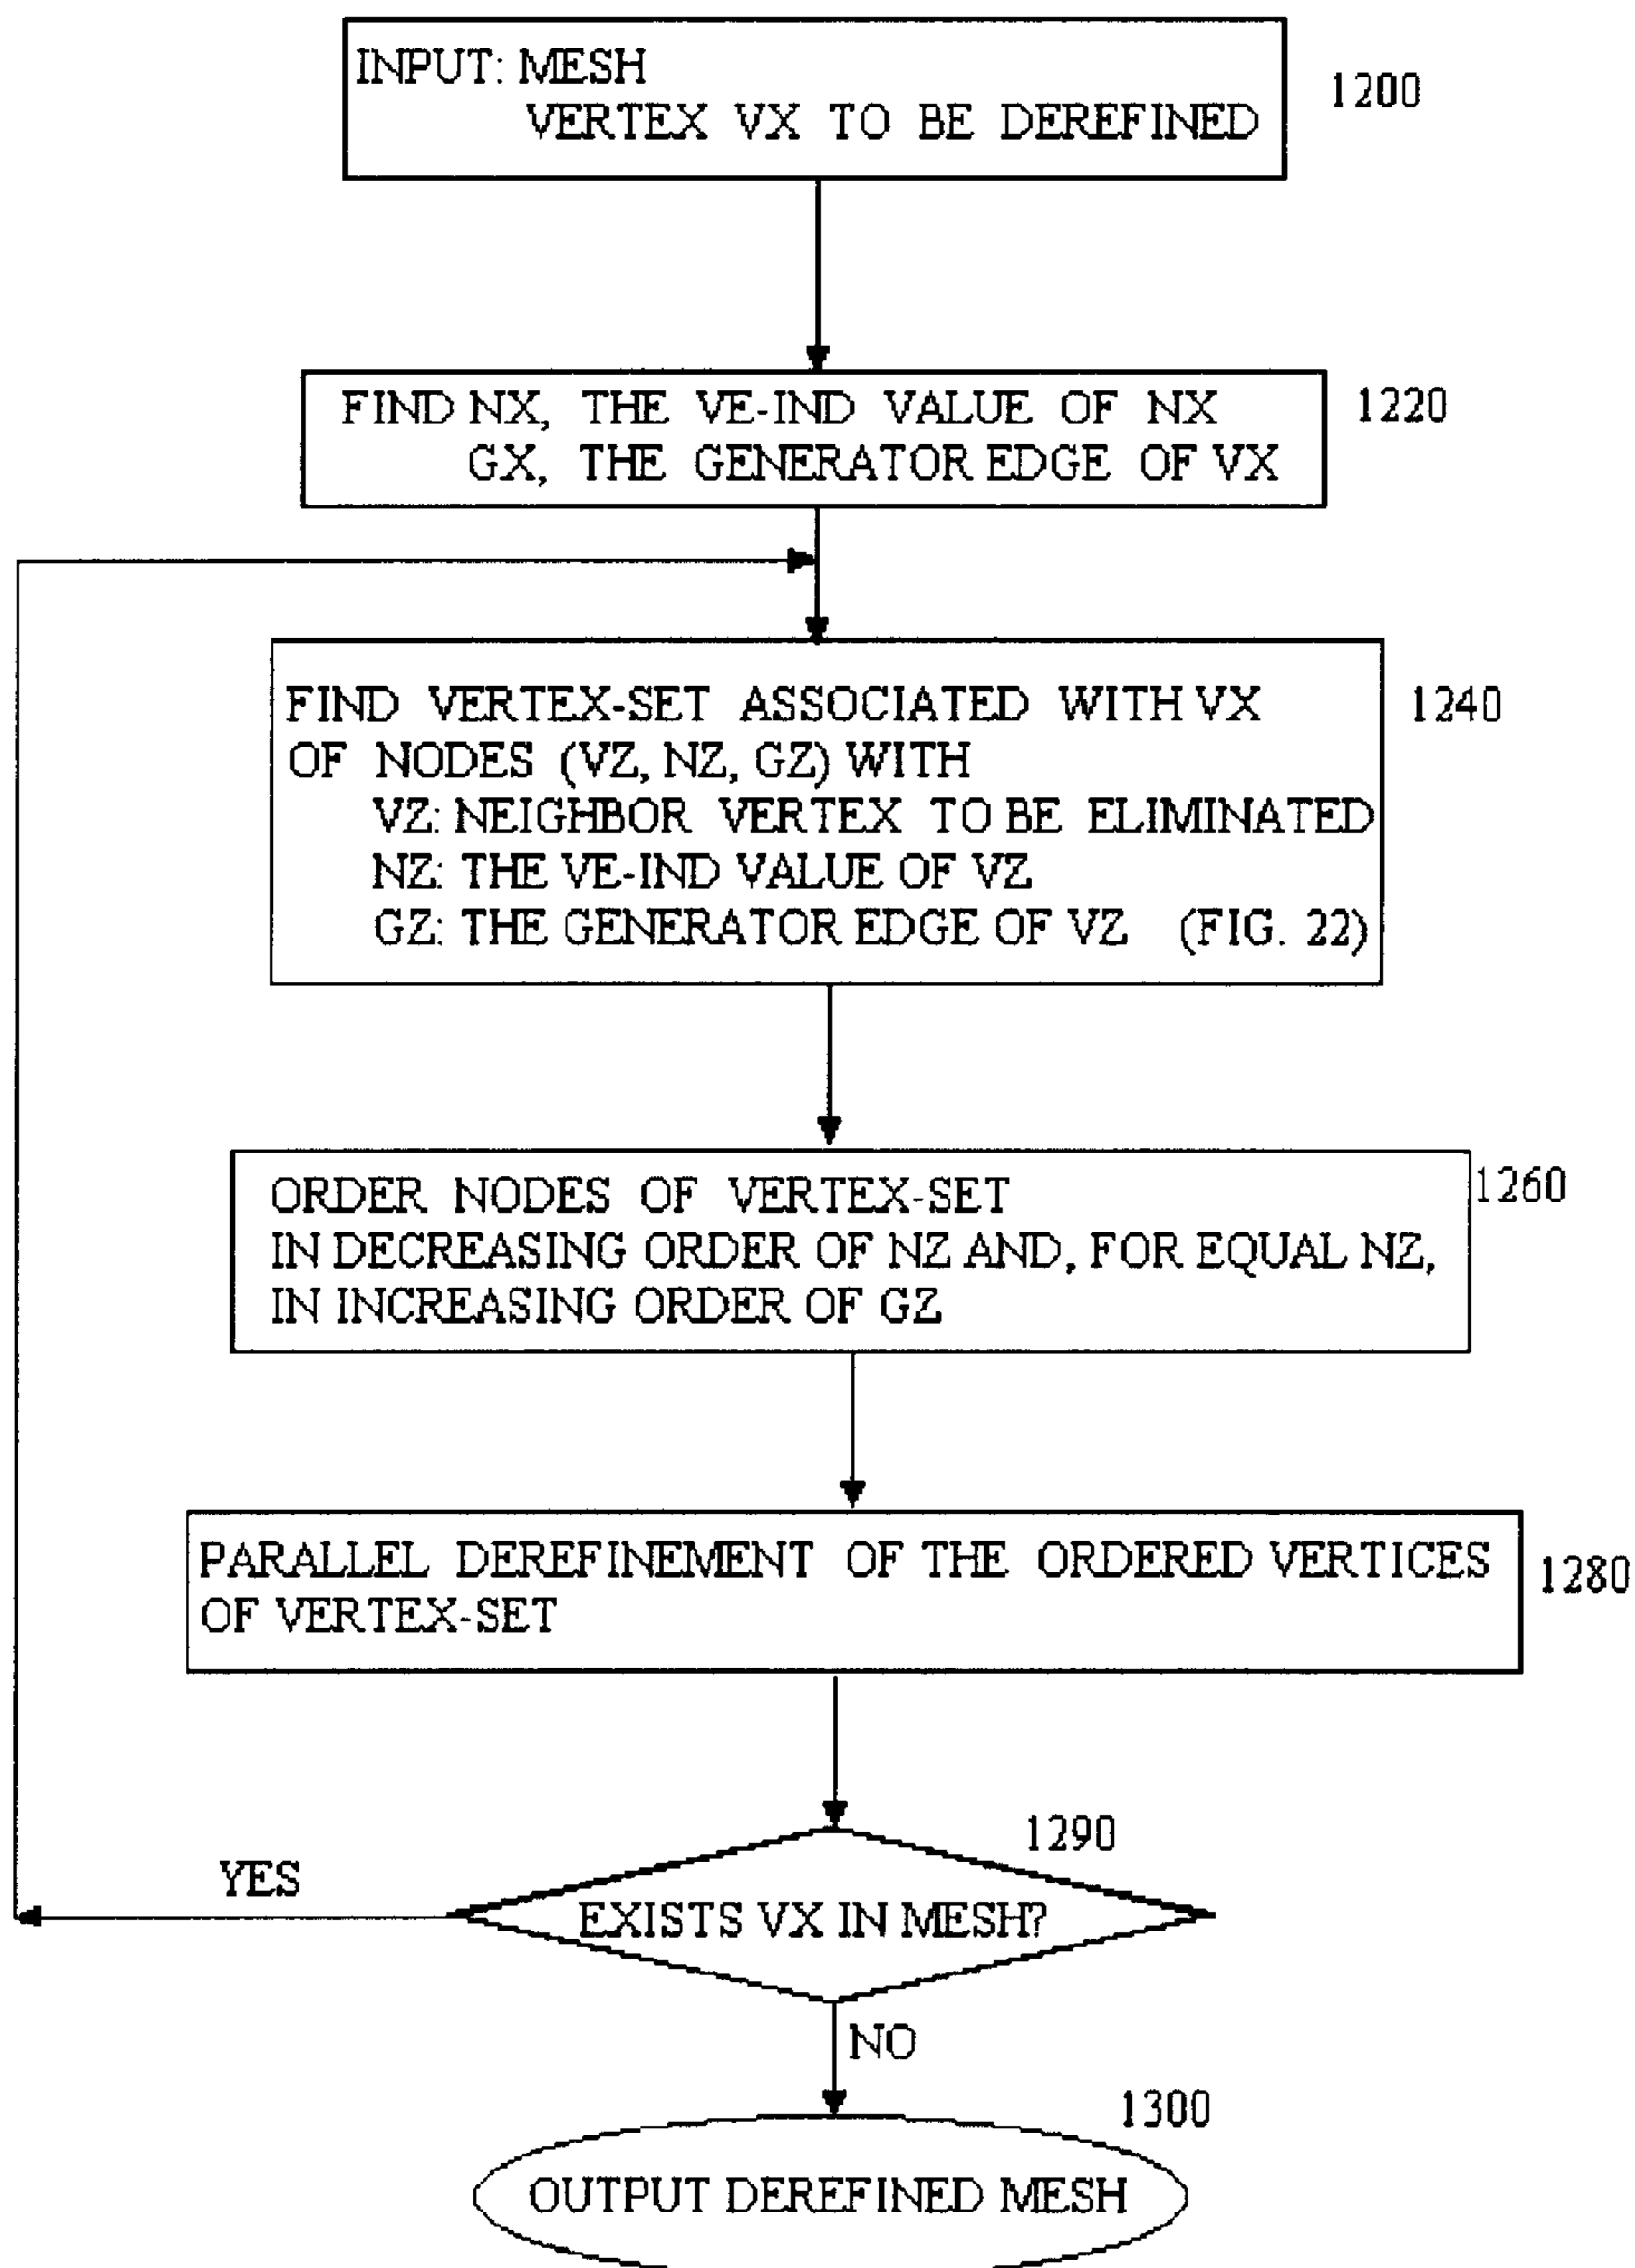 INPUT: MESH
VERTEX VX TO BE DEREFINED
1200
FIND NX, THE VE-IND VALUE OF NX
GX, THE GENERATOR EDGE OF VX
1220
FIND VERTEX-SET ASSOCIATED WITH VX
OF NODES (VZ, NZ, GZ) WITH
VZ: NEIGHBOR VERTEX TO BE ELIMINATED
NZ: THE VE-IND VALUE OF VZ
GZ: THE GENERATOR EDGE OF VZ (FIG. 22)
1240
ORDER NODES OF VERTEX-SET
IN DECREASING ORDER OF NZ AND, FOR EQUAL NZ,
IN INCREASING ORDER OF GZ
1260
PARALLEL DEREFINEMENT OF THE ORDERED VERTICES
OF VERTEX-SET
1280
1290
YES
EXISTS VX IN MESH?
NO
1300
OUTPUT DEREFINED MESH